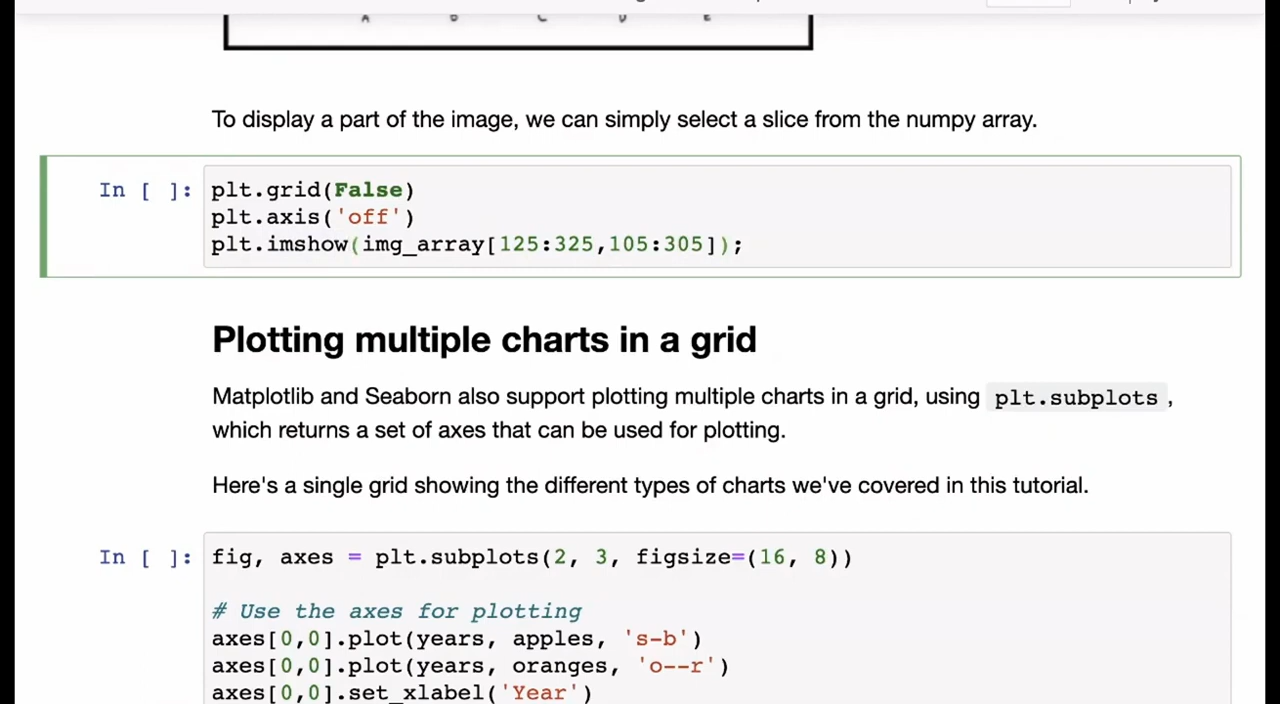 A B C D E
To display a part of the image, we can simply select a slice from the numpy array.
In [ ]: plt.grid(False)
plt.axis('off')
plt.imshow(img_array[125:325,105:305]);
Plotting multiple charts in a grid
Matplotlib and Seaborn also support plotting multiple charts in a grid, using plt.subplots ,
which returns a set of axes that can be used for plotting.
Here's a single grid showing the different types of charts we've covered in this tutorial.
In [ ]: fig, axes = plt.subplots(2, 3, figsize=(16, 8))
# Use the axes for plotting
axes[0,0].plot(years, apples, 's-b')
axes[0,0].plot(years, oranges, 'o--r')
axes[0,0].set_xlabel('Year')